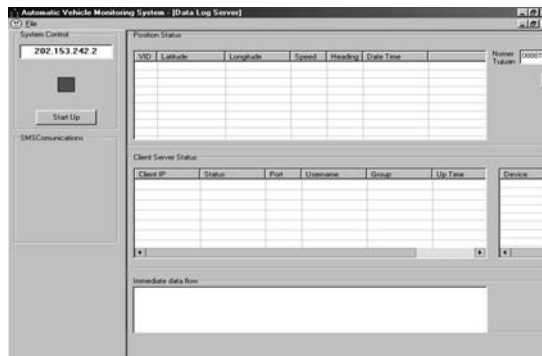 Automatic Vehicle Monitoring System - [Data Log Server]
File
System Control
202.153.242.2
Start Up
SMSComunications
Position Status
VID Latitude Longitude Speed Heading Date Time
Nomer
Tujuan
Client Server Status
Client IP Status Port Username Group Up Time
Device
Immediate data flow